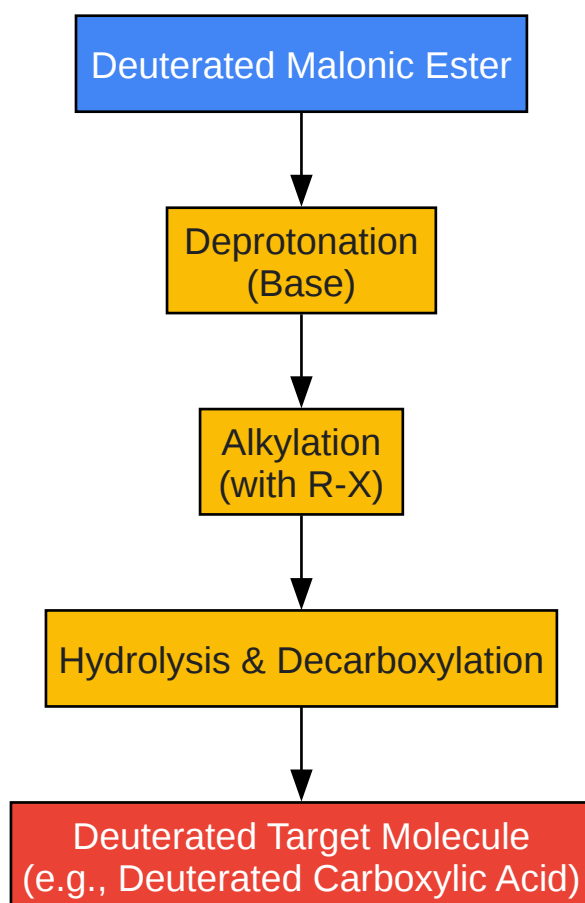 Deuterated Malonic Ester
Deprotonation
(Base)
Alkylation
(with R-X)
Hydrolysis & Decarboxylation
Deuterated Target Molecule
(e.g., Deuterated Carboxylic Acid)